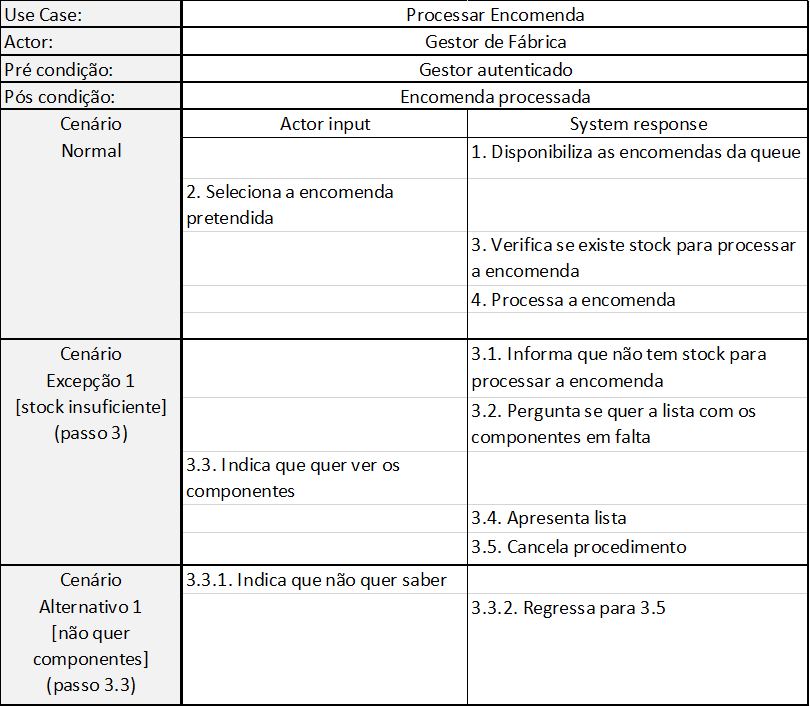 Use Case:
Processar Encomenda
Actor:
Gestor de Fábrica
Pré condição:
Gestor autenticado
Pós condição:
Encomenda processada
Cenário
Normal
Actor input
System response
1. Disponibiliza as encomendas da queue
2. Seleciona a encomenda
pretendida
3. Verifica se existe stock para processar
a encomenda
4. Processa a encomenda
Cenário
Excepção 1
[stock insuficiente]
(passo 3)
3.1. Informa que não tem stock para
processar a encomenda
3.2. Pergunta se quer a lista com os
componentes em falta
3.3. Indica que quer ver os
componentes
3.4. Apresenta lista
3.5. Cancela procedimento
Cenário
Alternativo 1
[não quer
componentes]
(passo 3.3)
3.3.1. Indica que não quer saber
3.3.2. Regressa para 3.5